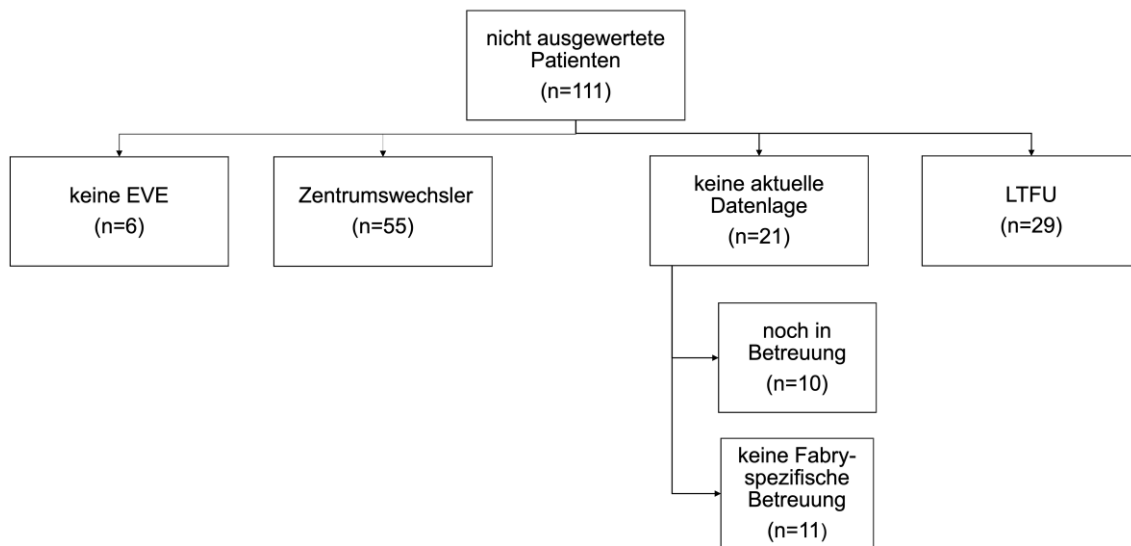 nicht ausgewertete
Patienten
(n=111)
keine EVE
(n=6)
Zentrumswechsler
(n=55)
keine aktuelle
Datenlage
(n=21)
LTFU
(n=29)
noch in
Betreuung
(n=10)
keine Fabry-
spezifische
Betreuung
(n=11)